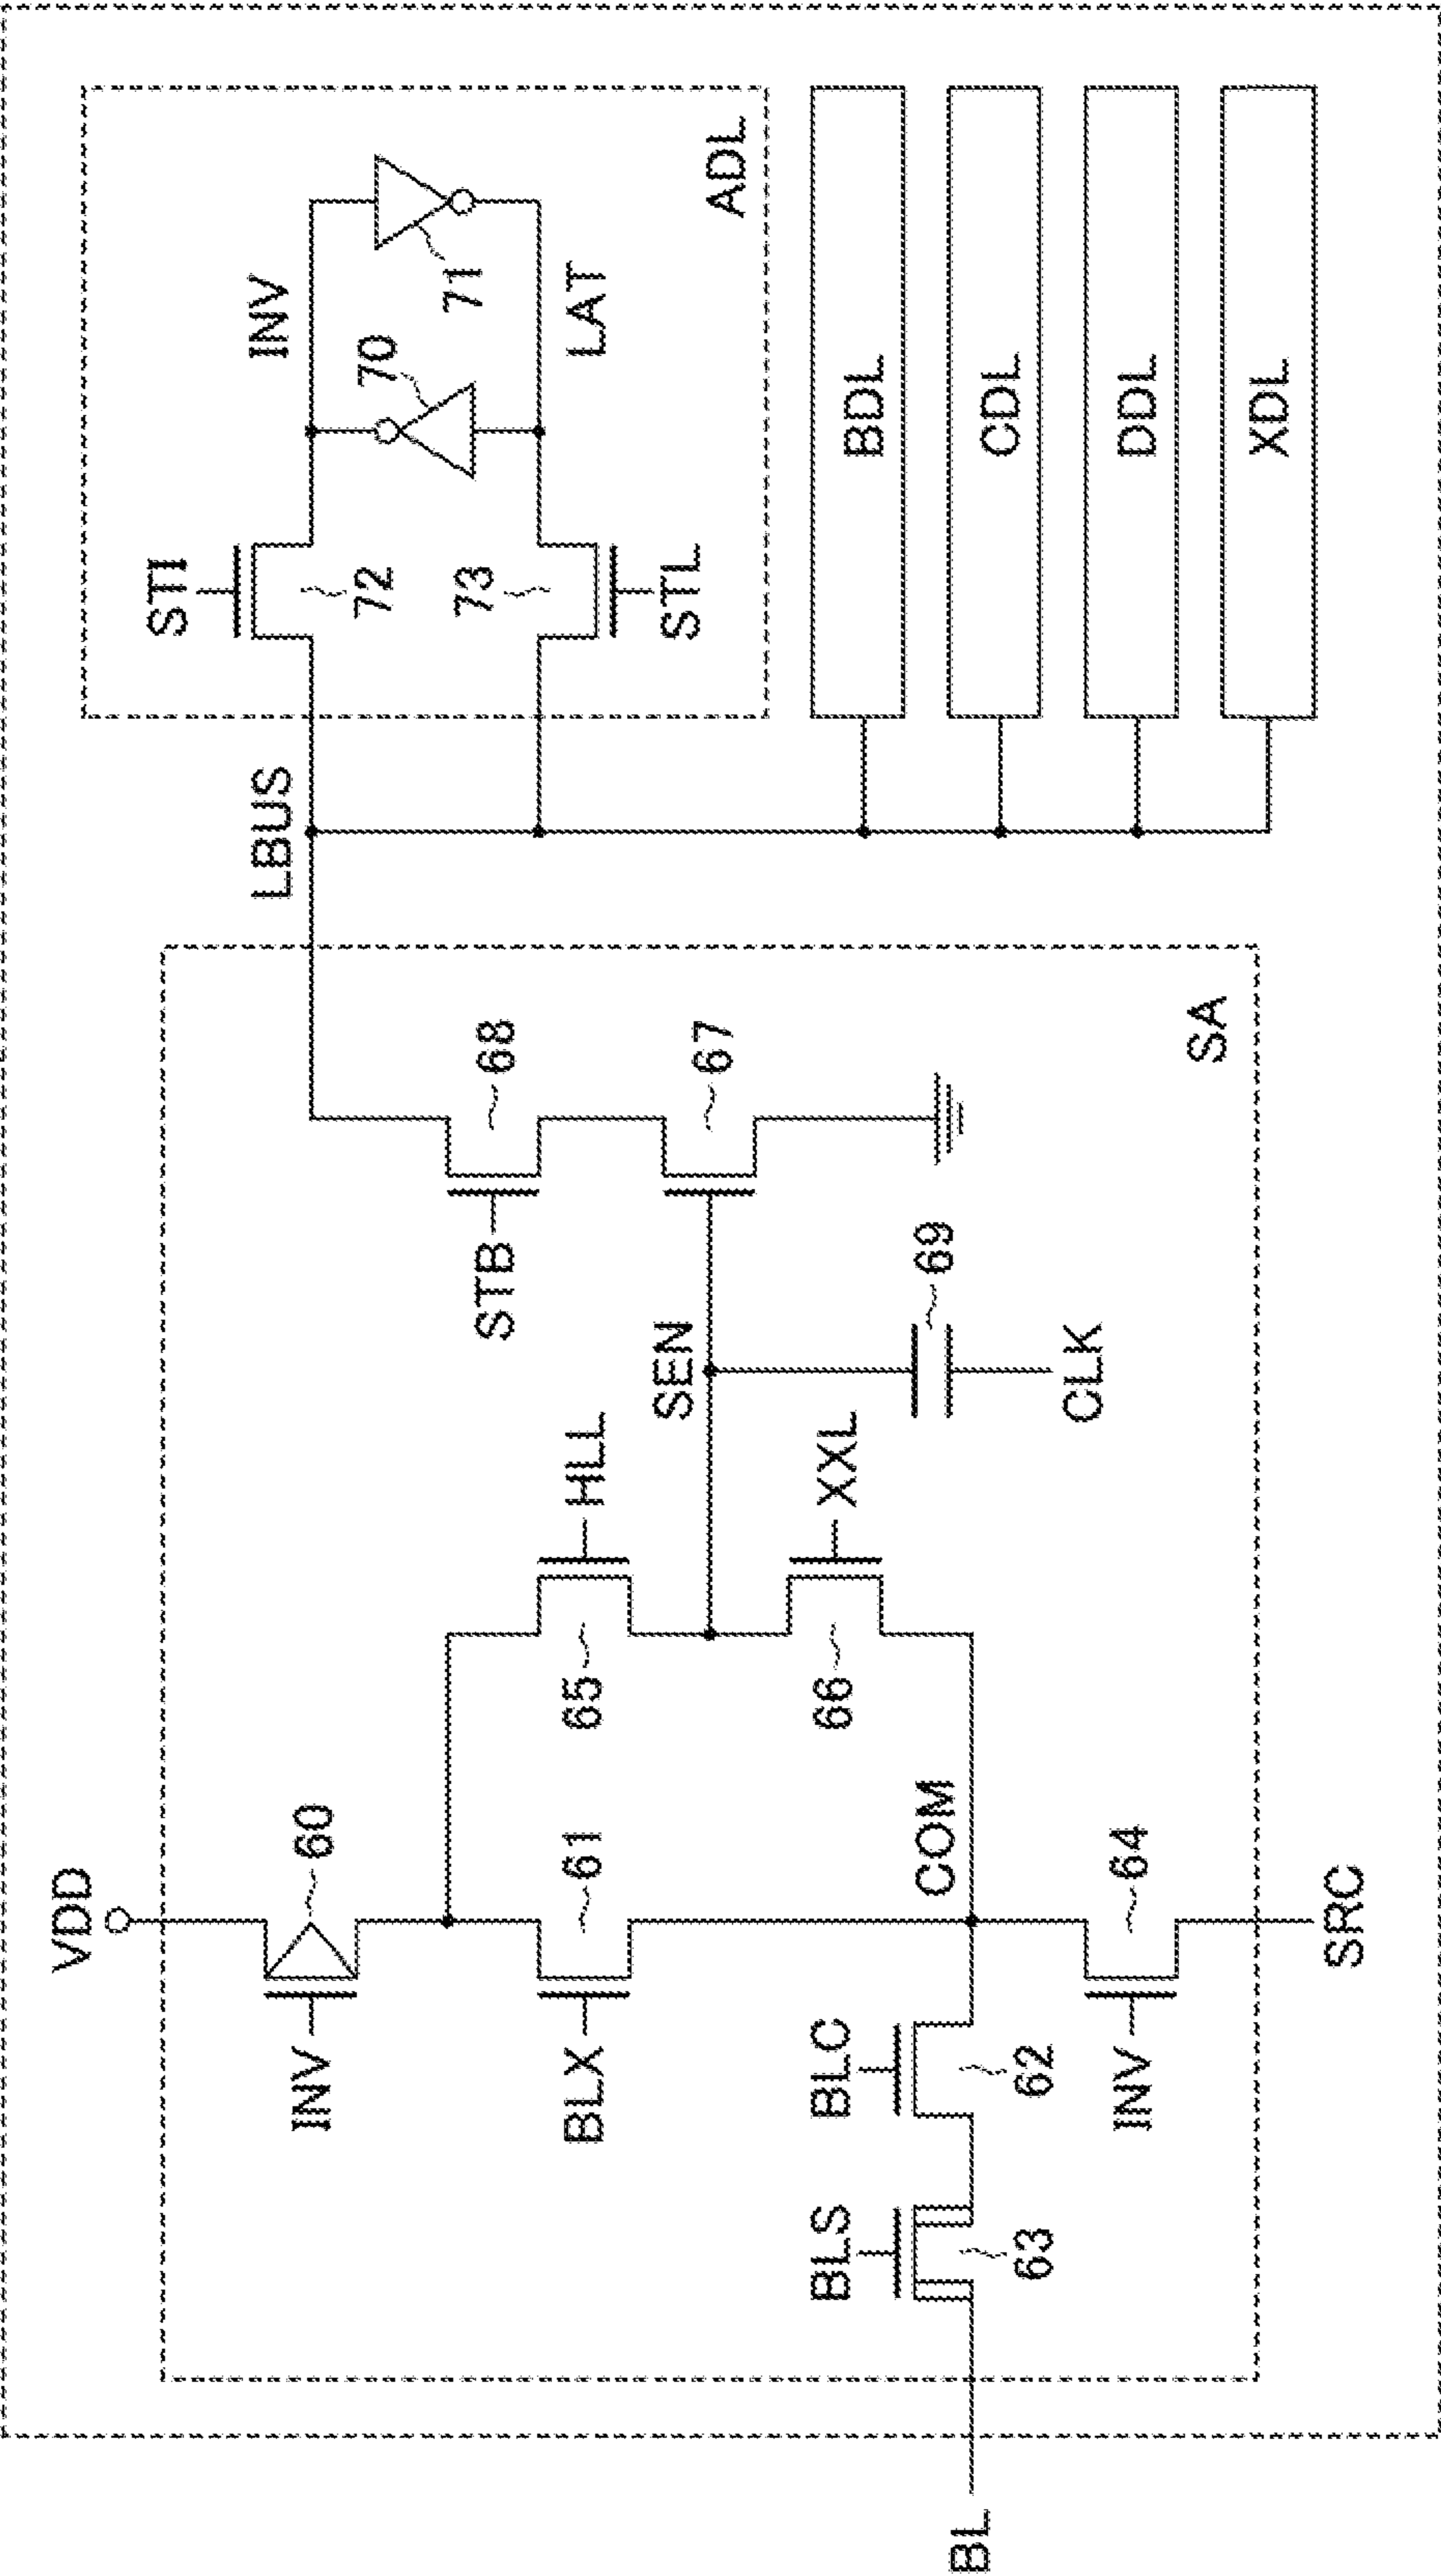 VDD
INV
60
BLX
61
HLL
65
STB
68
LBUS
SEN
67
XXL
66
69
CLK
COM
BLC
62
BLS
63
BL
INV
64
SRC
SA
STI
72
INV
70
71
73
STL
LAT
ADL
BDL
CDL
DDL
XDL